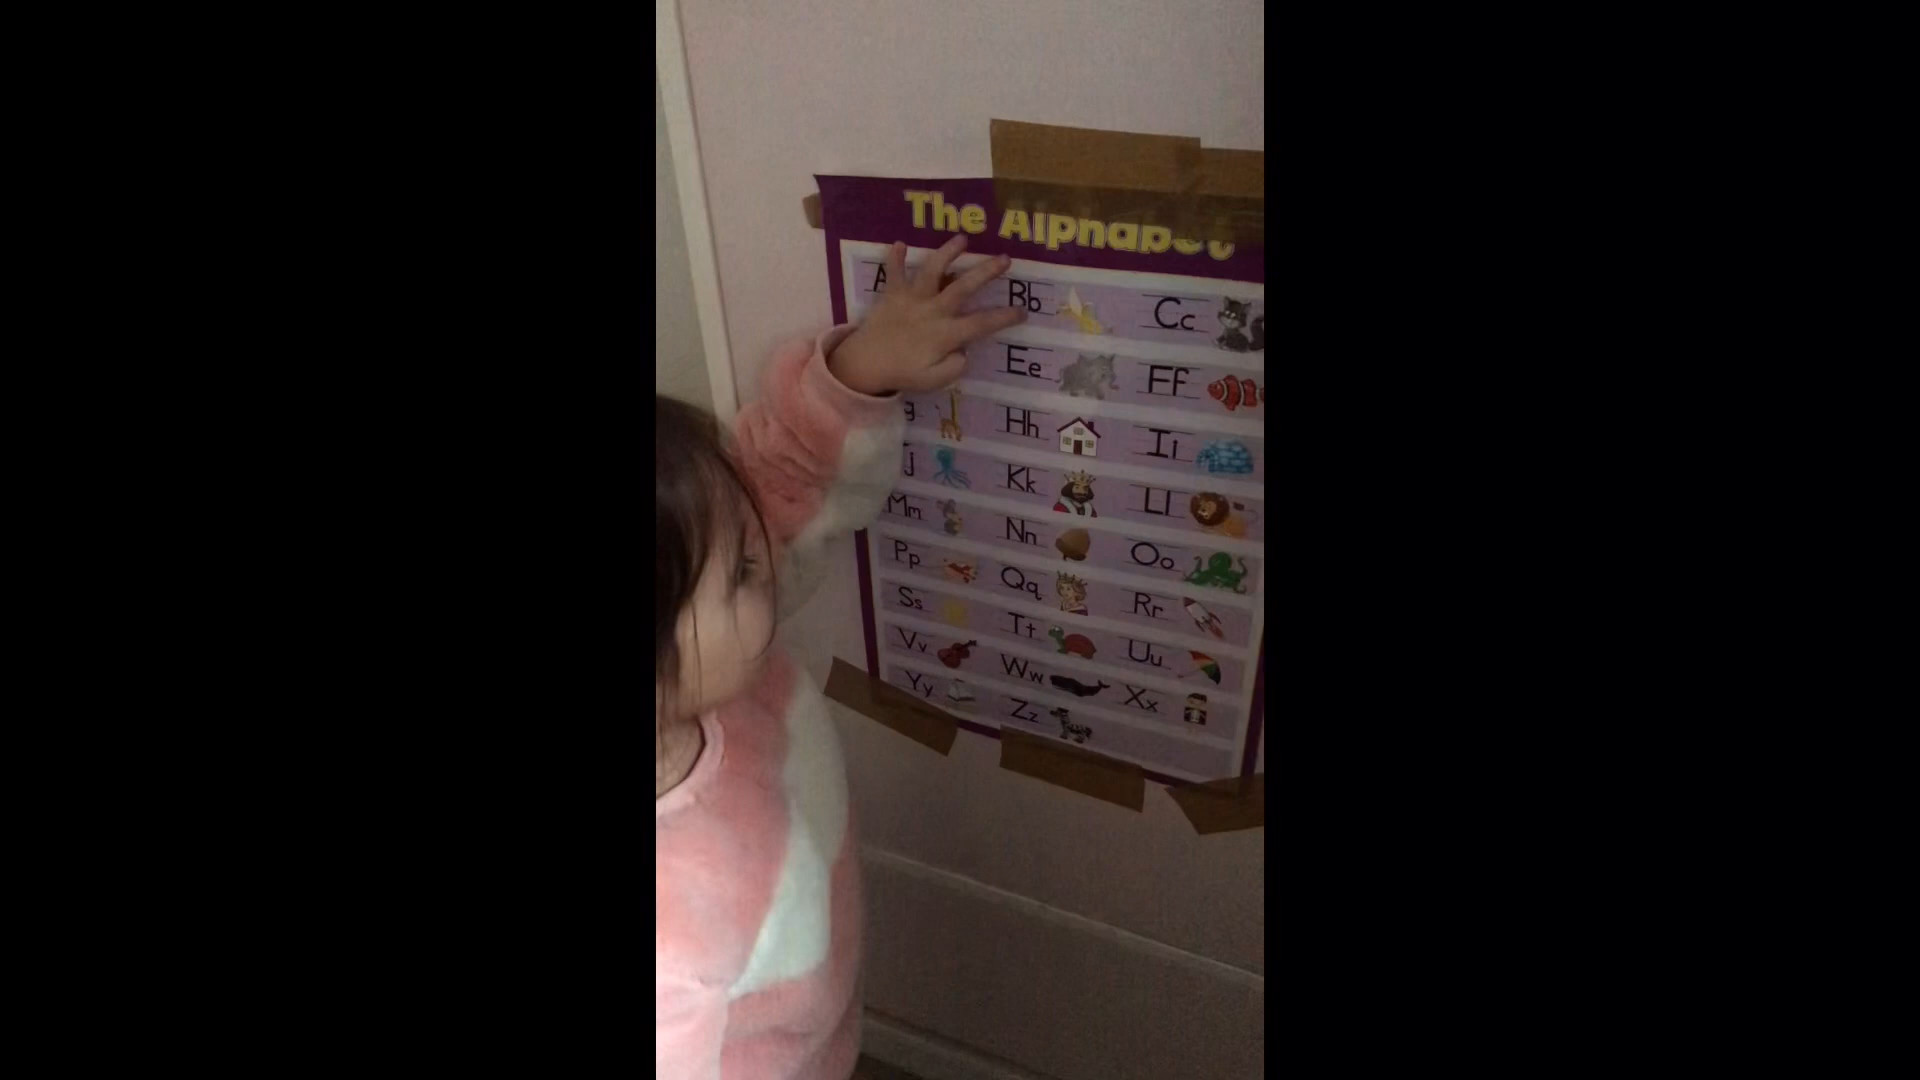 The Alphabet
A Bb Cc
Ee Ff
g Hh Ii
j Kk Ll
Mm Nn Oo
Pp Qq Rr
Ss Tt Uu
Vv Ww Xx
Yy Zz